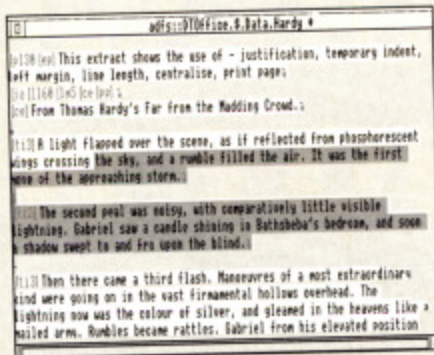 adfs::DTOffice.$.Data.Hardy *
This extract shows the use of - justification, temporary indent,
left margin, line length, centralise, print page
From Thomas Hardy's Far from the Madding Crowd.
A light flapped over the scene, as if reflected from phosphorescent
wings crossing the sky, and a rumble filled the air. It was the first
move of the approaching storm.
The second peal was noisy, with comparatively little visible
lightning. Gabriel saw a candle shining in Bathsheba's bedroom, and soon
a shadow swept to and fro upon the blind.
[ti3] Then there came a third flash. Manoeuvres of a most extraordinary
kind were going on in the vast firmamental hollows overhead. The
lightning now was the colour of silver, and gleamed in the heavens like a
mailed army. Rumbles became rattles. Gabriel from his elevated position